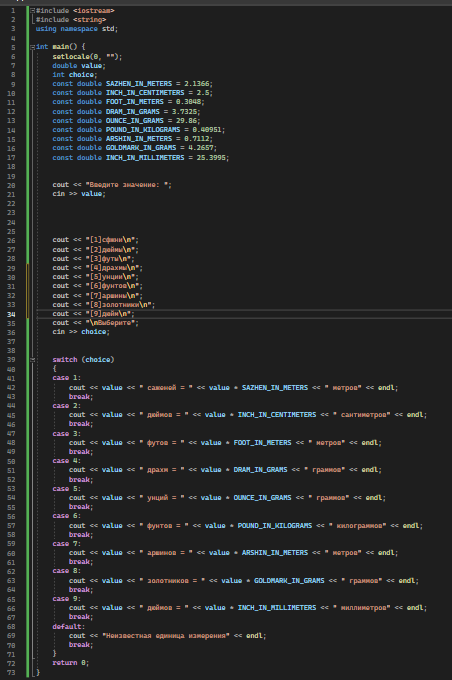 #include <iostream>
#include <string>
using namespace std;
int main() {
setlocale(0, "");
double value;
int choice;
const double SAZHEN_IN_METERS = 2.1366;
const double INCH_IN_CENTIMETERS = 2.5;
const double FOOT_IN_METERS = 0.3048;
const double DRAM_IN_GRAMS = 3.7325;
const double OUNCE_IN_GRAMS = 29.86;
const double POUND_IN_KILOGRAMS = 0.40951;
const double ARSHIN_IN_METERS = 0.7112;
const double GOLDMARK_IN_GRAMS = 4.2657;
const double INCH_IN_MILLIMETERS = 25.3995;
cout << "Введите значение: ";
cin >> value;
cout << "[1]сфжни\n";
cout << "[2]дюймы\n";
cout << "[3]футы\n";
cout << "[4]драхмы\n";
cout << "[5]унции\n";
cout << "[6]фунтов\n";
cout << "[7]аршины\n";
cout << "[8]золотники\n";
cout << "[9]дюйм\n";
cout << "\nВыберите";
cin >> choice;
switch (choice)
{
case 1:
cout << value << " саженей = " << value * SAZHEN_IN_METERS << " метров" << endl;
break;
case 2:
cout << value << " дюймов = " << value * INCH_IN_CENTIMETERS << " сантиметров" << endl;
break;
case 3:
cout << value << " футов = " << value * FOOT_IN_METERS << " метров" << endl;
break;
case 4:
cout << value << " драхм = " << value * DRAM_IN_GRAMS << " граммов" << endl;
break;
case 5:
cout << value << " унций = " << value * OUNCE_IN_GRAMS << " граммов" << endl;
break;
case 6:
cout << value << " фунтов = " << value * POUND_IN_KILOGRAMS << " килограммов" << endl;
break;
case 7:
cout << value << " аршинов = " << value * ARSHIN_IN_METERS << " метров" << endl;
break;
case 8:
cout << value << " золотников = " << value * GOLDMARK_IN_GRAMS << " граммов" << endl;
break;
case 9:
cout << value << " дюймов = " << value * INCH_IN_MILLIMETERS << " миллиметров" << endl;
break;
default:
cout << "Неизвестная единица измерения" << endl;
break;
}
return 0;
}